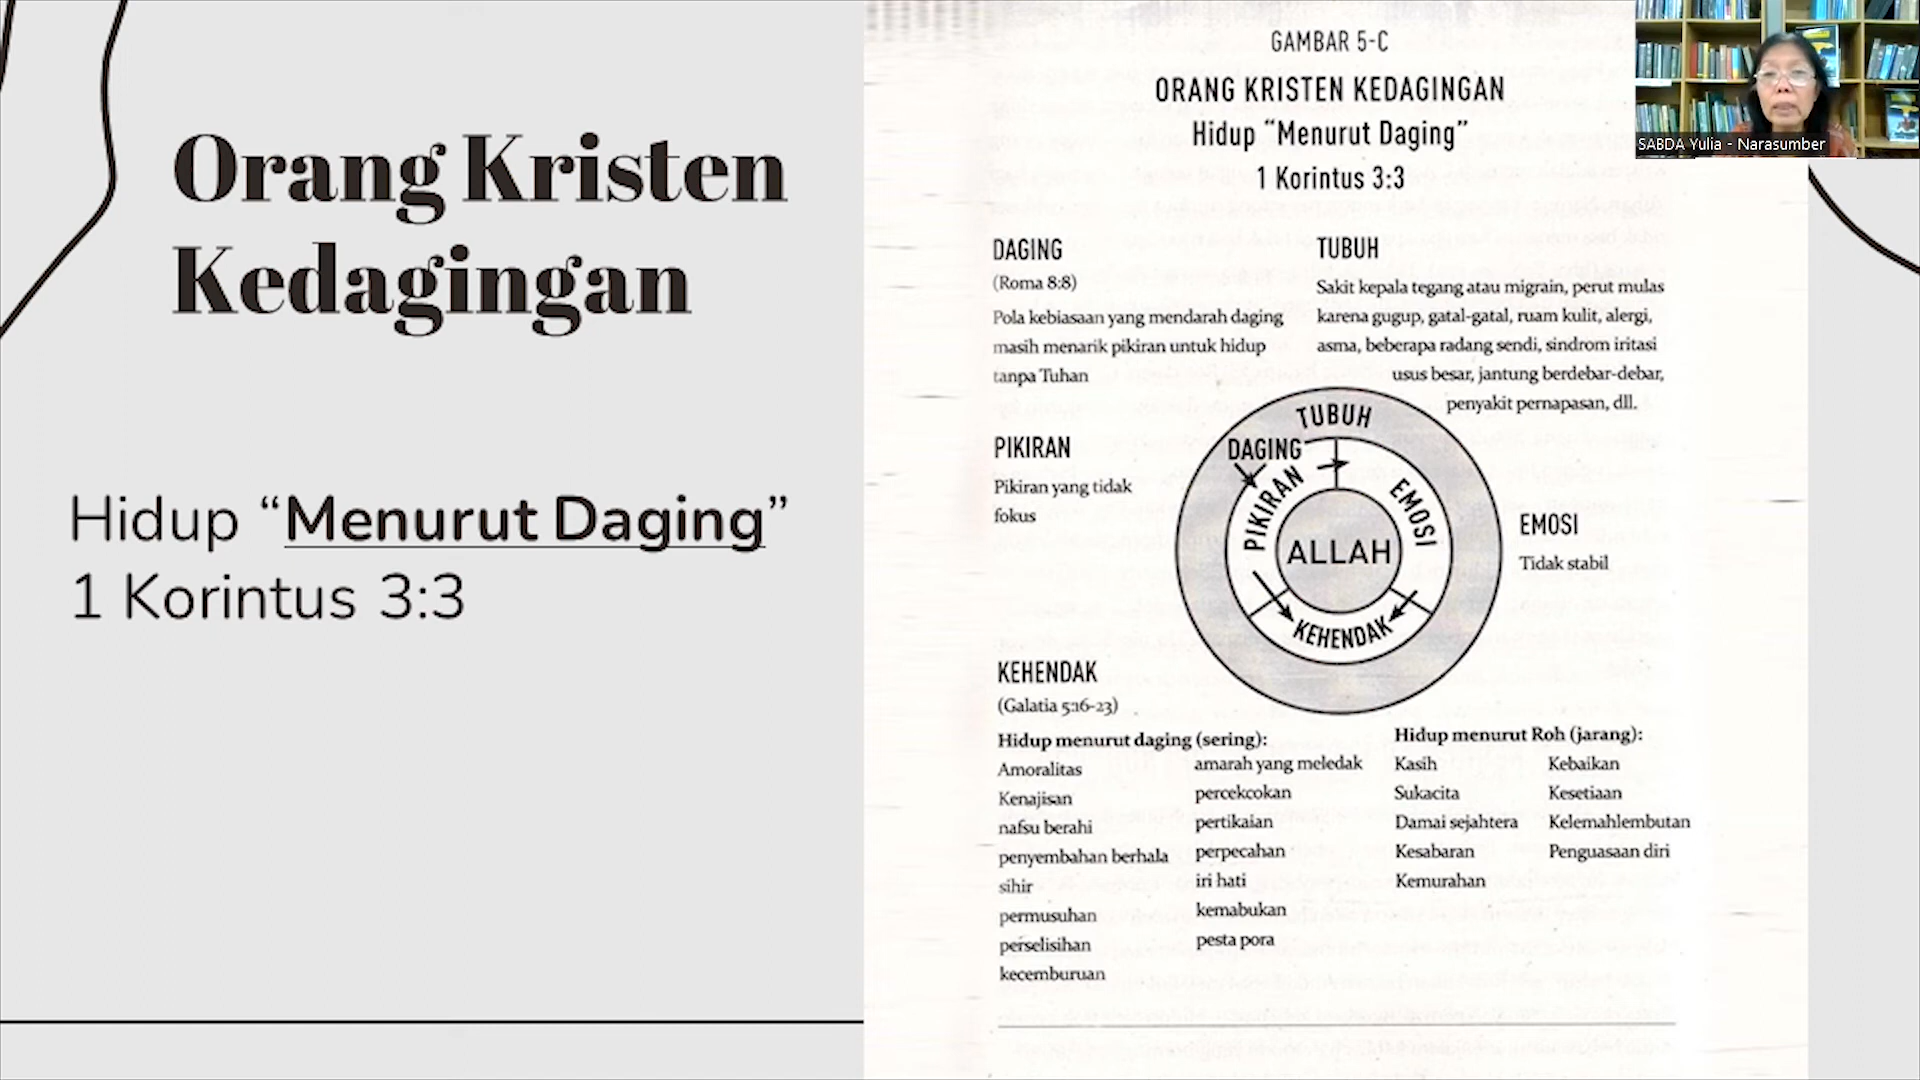 Orang Kristen
Kedagingan
Hidup “Menurut Daging”
1 Korintus 3:3
GAMBAR 5-C
ORANG KRISTEN KEDAGINGAN
Hidup “Menurut Daging”
1 Korintus 3:3
DAGING
(Roma 8:8)
Pola kebiasaan yang mendarah daging
masih menarik pikiran untuk hidup
tanpa Tuhan
TUBUH
Sakit kepala tegang atau migrain, perut mulas
karena gugup, gatal-gatal, ruam kulit, alergi,
asma, beberapa radang sendi, sindrom iritasi
usus besar, jantung berdebar-debar,
penyakit pernapasan, dll.
PIKIRAN
Pikiran yang tidak
fokus
TUBUH
DAGING
PIKIRAN
EMOSI
ALLAH
KEHENDAK
EMOSI
Tidak stabil
KEHENDAK
(Galatia 5:16-23)
Hidup menurut daging (sering):
Amoralitas
Kenajisan
nafsu berahi
penyembahan berhala
sihir
permusuhan
perselisihan
kecemburuan
amarah yang meledak
percekcokan
pertikaian
perpecahan
iri hati
kemabukan
pesta pora
Hidup menurut Roh (jarang):
Kasih
Sukacita
Damai sejahtera
Kesabaran
Kemurahan
Kebaikan
Kesetiaan
Kelemahlembutan
Penguasaan diri
SABDA Yulia - Narasumber